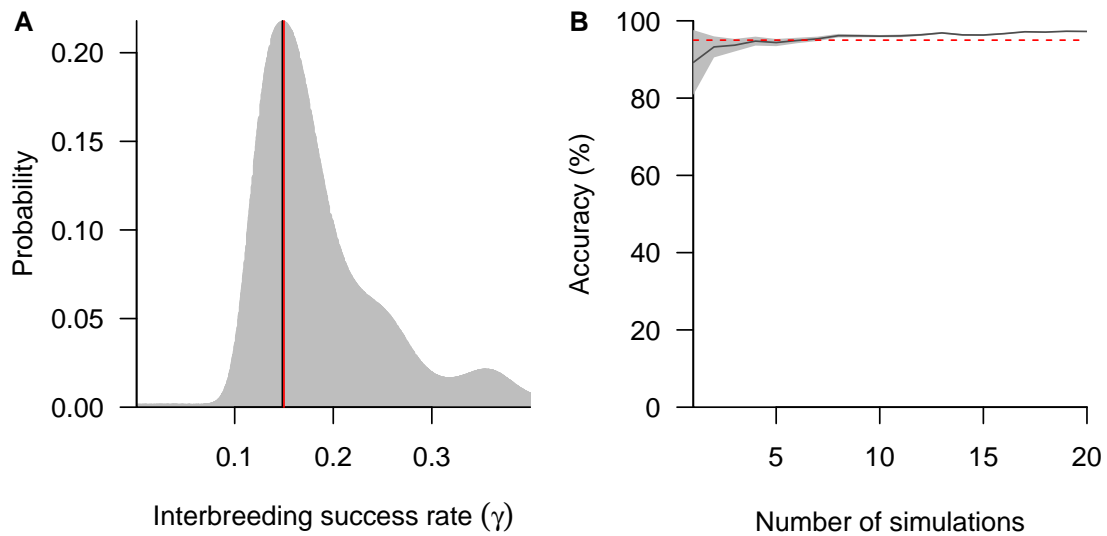 A
Probability
0.20
0.15
0.10
0.05
0.00
0.1 0.2 0.3
Interbreeding success rate (γ)
B
Accuracy (%)
100
80
60
40
20
0
5 10 15 20
Number of simulations